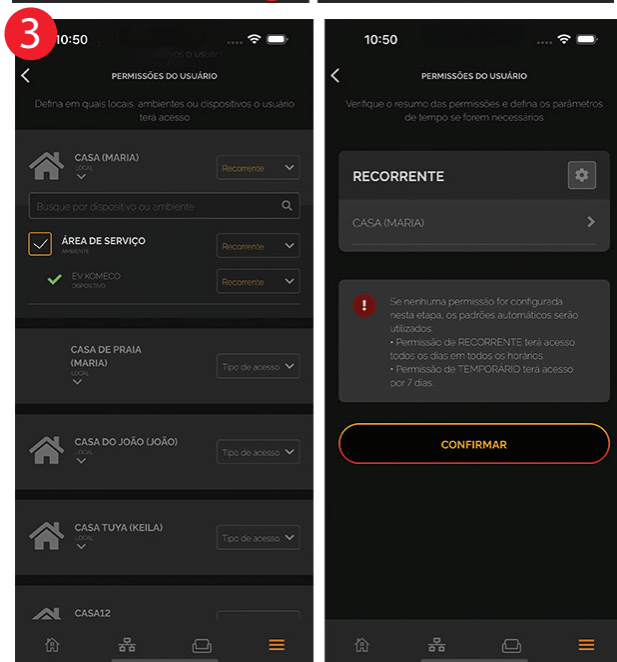 3
10:50
PERMISSÕES DO USUÁRIO
Defina em quais locais, ambientes ou dispositivos o usuário
terá acesso
CASA (MARIA)
LOCAL
Recorrente
Busque por dispositivo ou ambiente
ÁREA DE SERVIÇO
AMBIENTE
Recorrente
EV KOMECO
DISPOSITIVO
Recorrente
CASA DE PRAIA
(MARIA)
LOCAL
Tipo de acesso
CASA DO JOÃO (JOÃO)
LOCAL
Tipo de acesso
CASA TUYA (KEILA)
LOCAL
Tipo de acesso
CASA12
10:50
PERMISSÕES DO USUÁRIO
Verifique o resumo das permissões e defina os parâmetros
de tempo se forem necessários
RECORRENTE
CASA (MARIA)
Se nenhuma permissão for configurada
nesta etapa, os padrões automáticos serão
utilizados:
• Permissão de RECORRENTE terá acesso
todos os dias em todos os horários.
• Permissão de TEMPORÁRIO terá acesso
por 7 dias.
CONFIRMAR